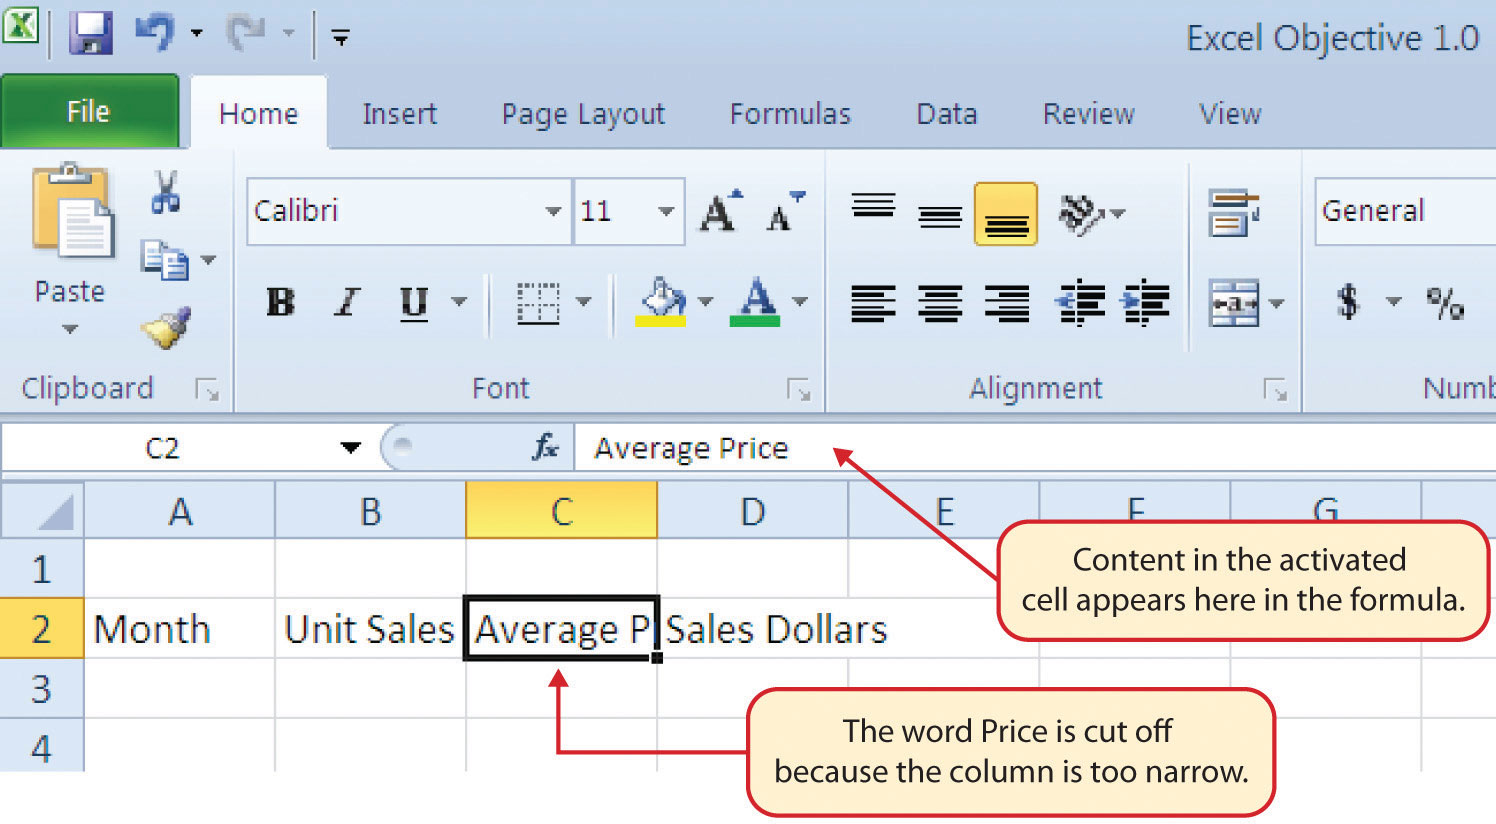 Excel Objective 1.0
File Home Insert Page Layout Formulas Data Review View
Calibri 11 A A General
Paste B I U A a $ %
Clipboard Font Alignment Numb
C2 fx Average Price
A B C D E F G
1
2 Month Unit Sales Average P Sales Dollars
3
4
Content in the activated
cell appears here in the formula.
The word Price is cut off
because the column is too narrow.